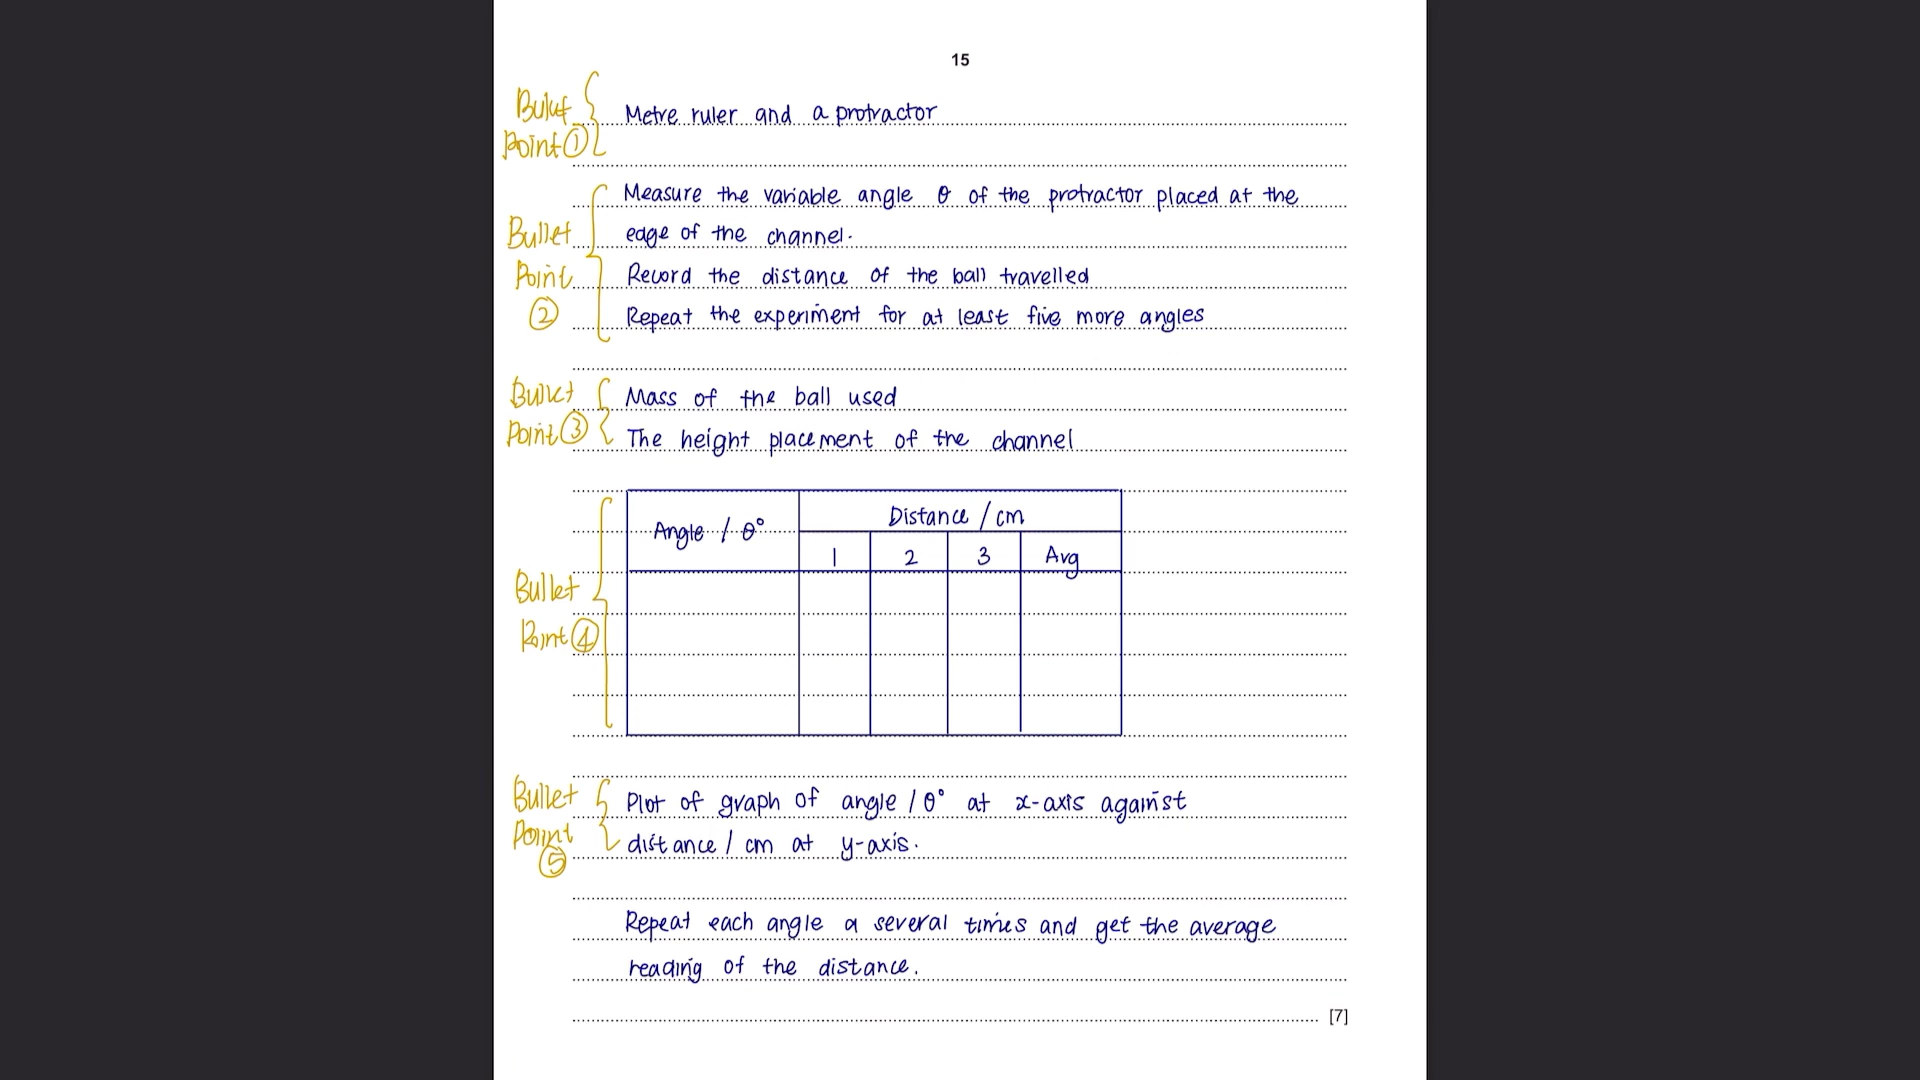 15
Bullet
Point ①
Metre ruler and a protractor
Measure the variable angle θ of the protractor placed at the
edge of the channel.
Bullet
Point
②
Record the distance of the ball travelled
Repeat the experiment for at least five more angles
Bullet
Point ③
Mass of the ball used
The height placement of the channel
Bullet
Point ④
Angle / θ° Distance / cm
1 2 3 Avg
Bullet
Point
⑤
Plot of graph of angle / θ° at x-axis against
distance / cm at y-axis.
Repeat each angle a several times and get the average
reading of the distance.
[7]